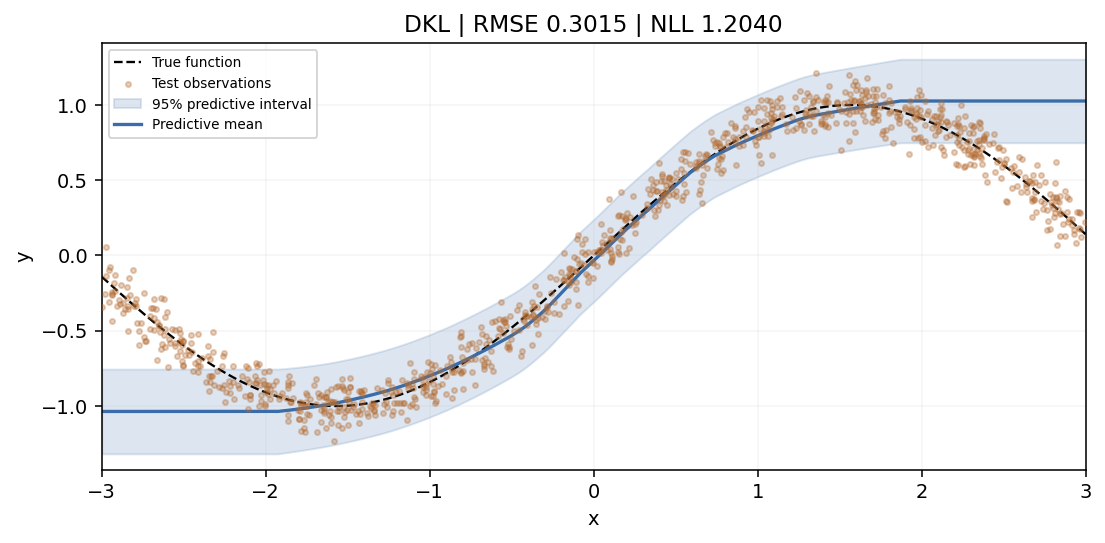 DKL | RMSE 0.3015 | NLL 1.2040
True function
Test observations
95% predictive interval
Predictive mean
1.0
0.5
0.0
−0.5
−1.0
y
−3 −2 −1 0 1 2 3
x